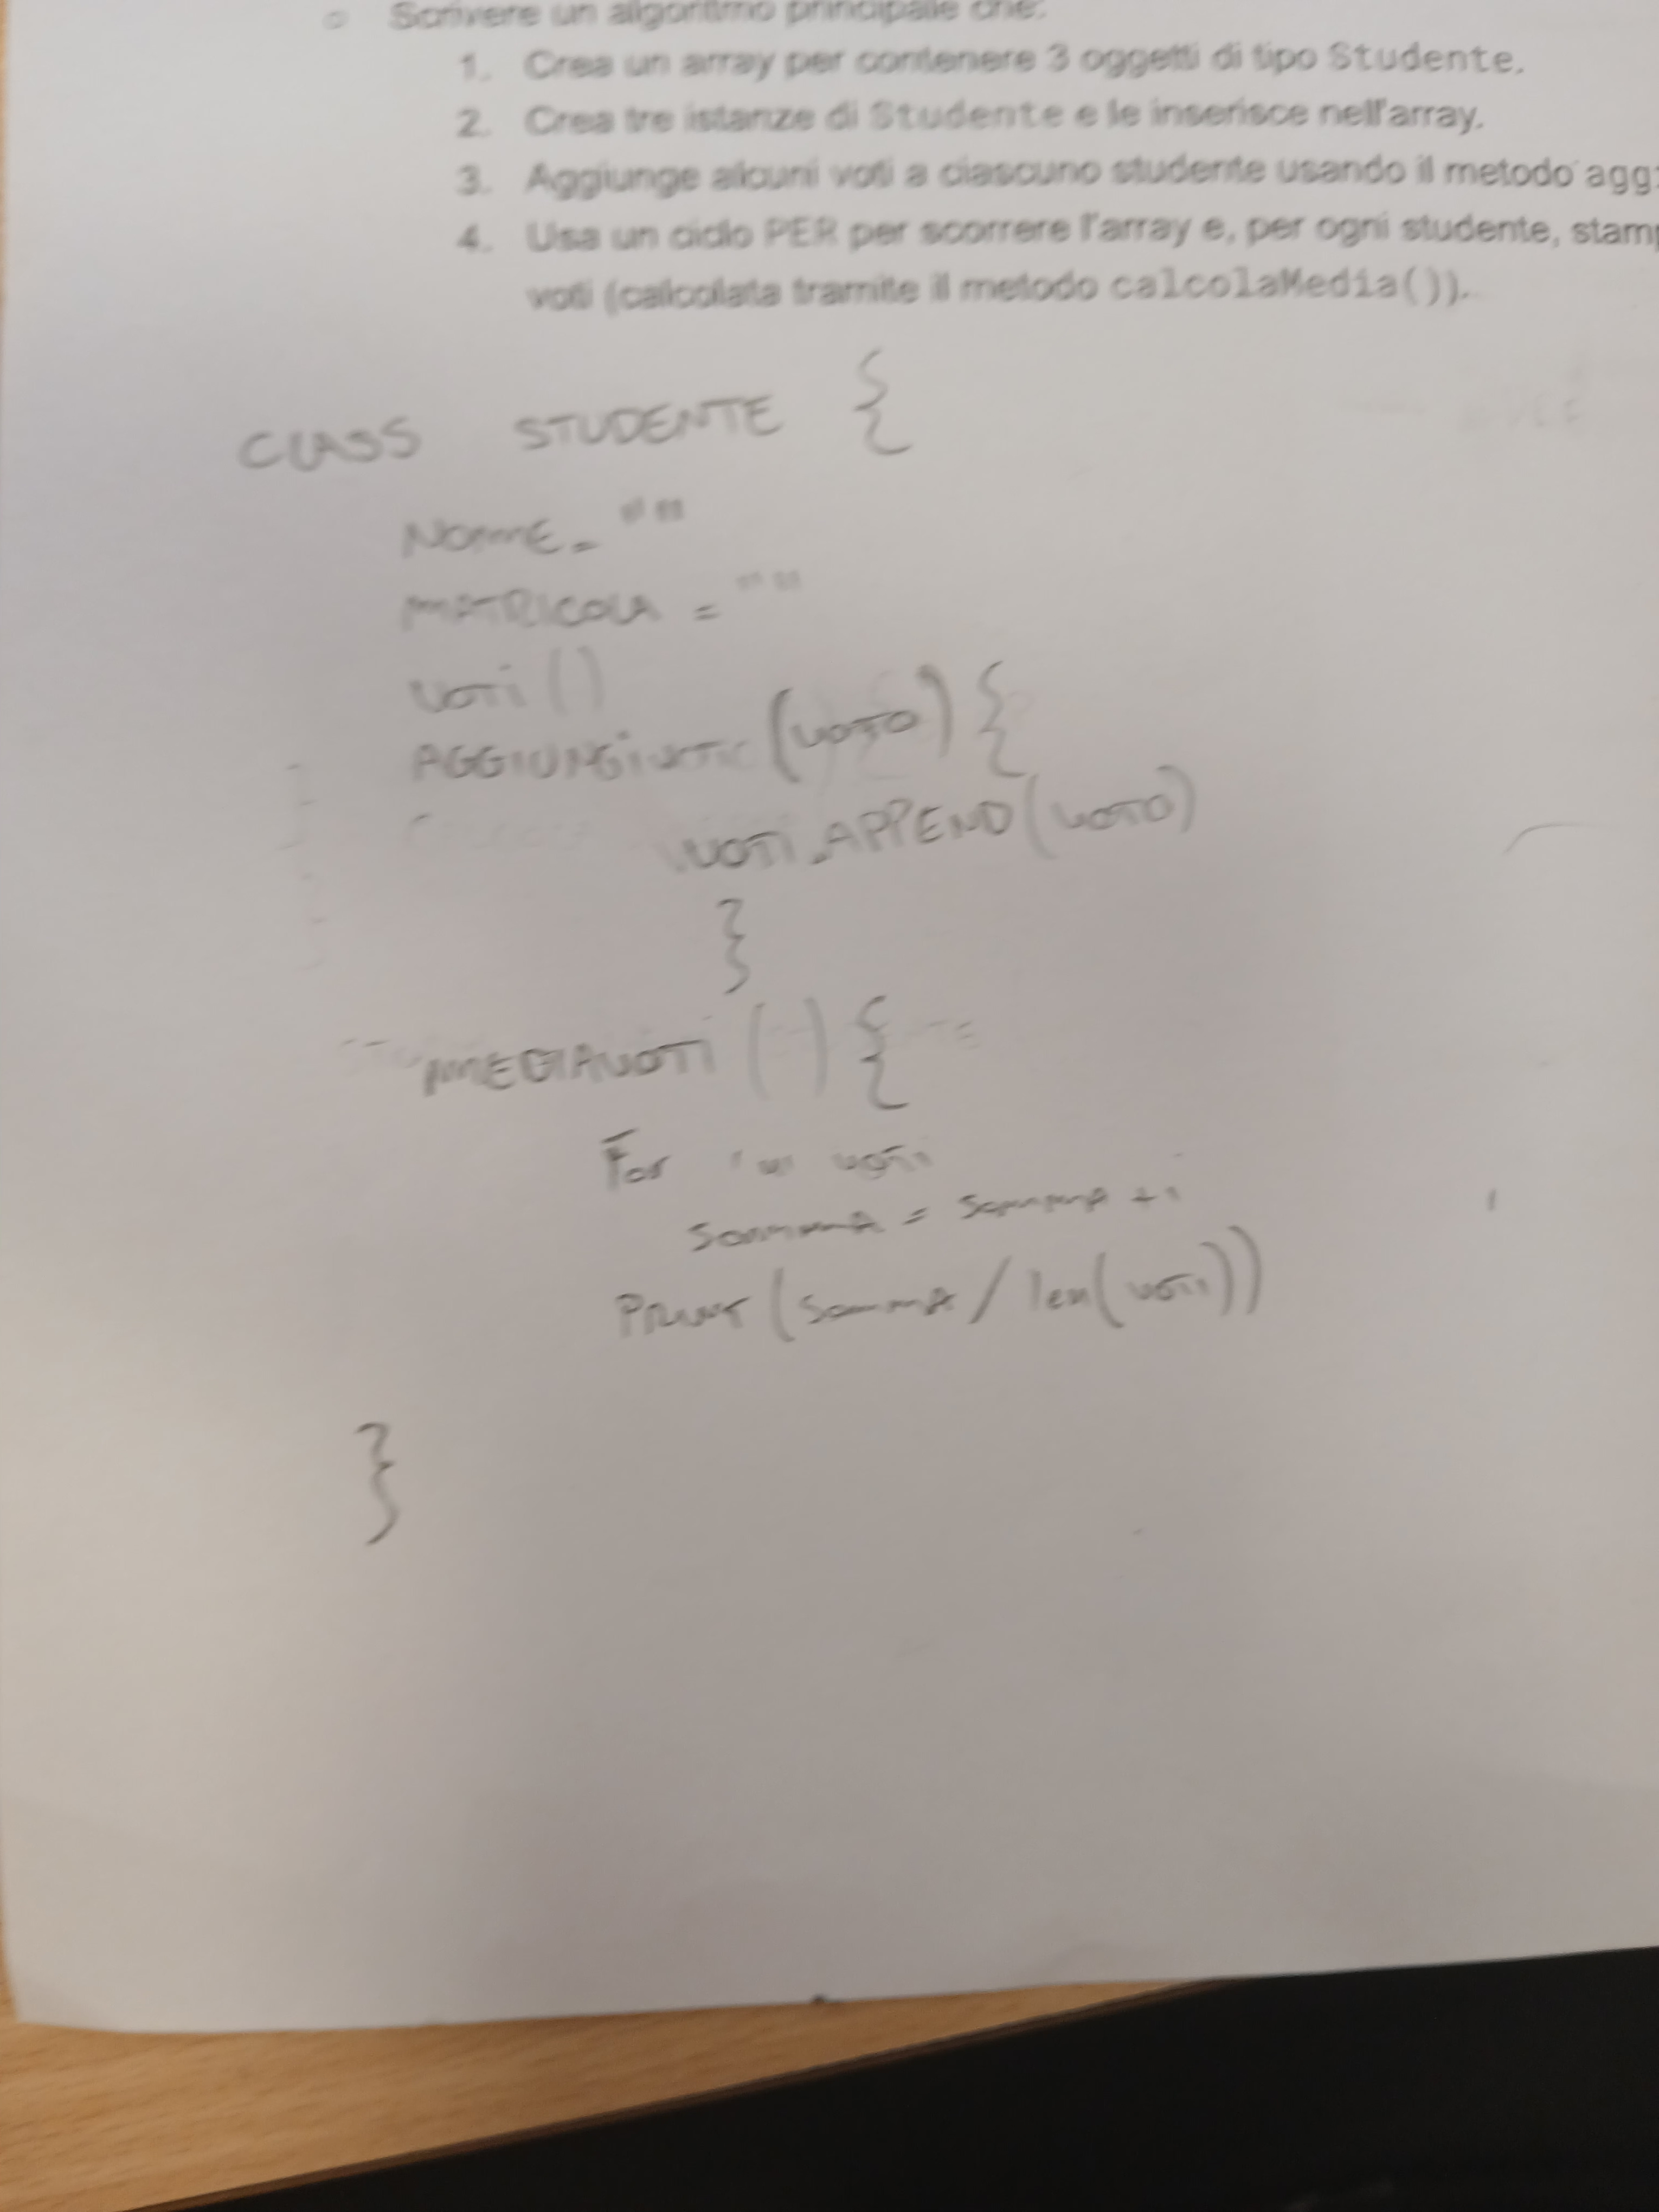 ○ Scrivere un algoritmo principale che:
1. Crea un array per contenere 3 oggetti di tipo Studente.
2. Crea tre istanze di Studente e le inserisce nell'array.
3. Aggiunge alcuni voti a ciascuno studente usando il metodo agg
4. Usa un ciclo PER per scorrere l'array e, per ogni studente, stam
voti (calcolata tramite il metodo calcolaMedia()).
CLASS STUDENTE {
NOME = ""
MATRICOLA = ""
VOTI ()
(VOTO) {
VOTI.APPEND(VOTO)
}
MEDIAVOTI () {
For i in voti
SOMMA = SOMMA + i
PRINT (SOMMA / len(voti))
}